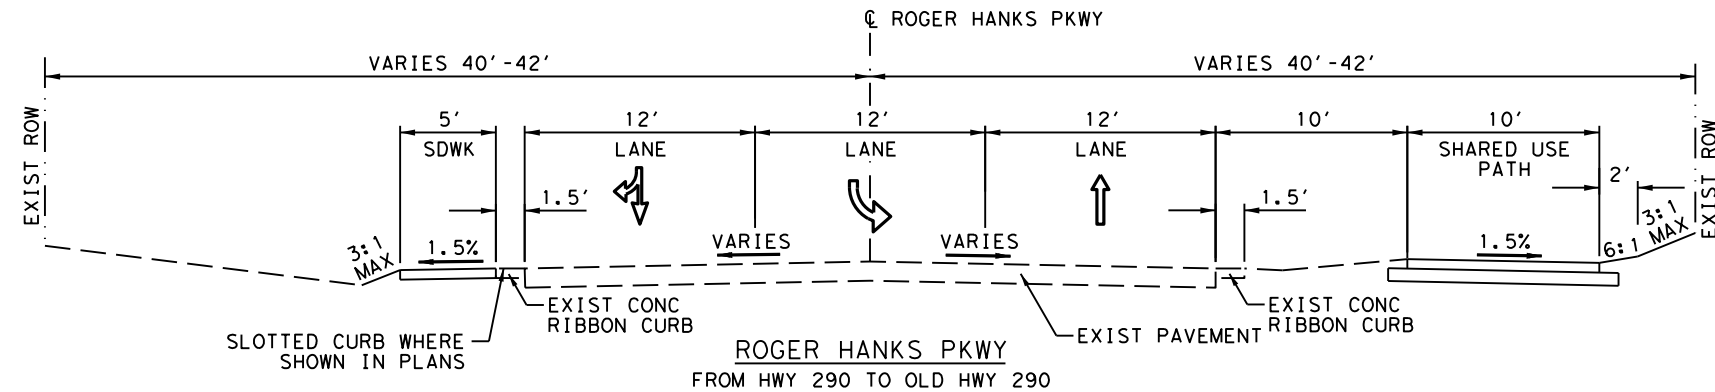 ℄ ROGER HANKS PKWY
VARIES 40'-42'
VARIES 40'-42'
EXIST ROW
5'
12'
12'
12'
10'
10'
EXIST ROW
SDWK
LANE
LANE
LANE
SHARED USE
PATH
2'
1.5'
1.5'
3:1
MAX
1.5%
VARIES
VARIES
1.5%
6:1
3:1
MAX
EXIST CONC
RIBBON CURB
EXIST CONC
RIBBON CURB
SLOTTED CURB WHERE
SHOWN IN PLANS
EXIST PAVEMENT
ROGER HANKS PKWY
FROM HWY 290 TO OLD HWY 290